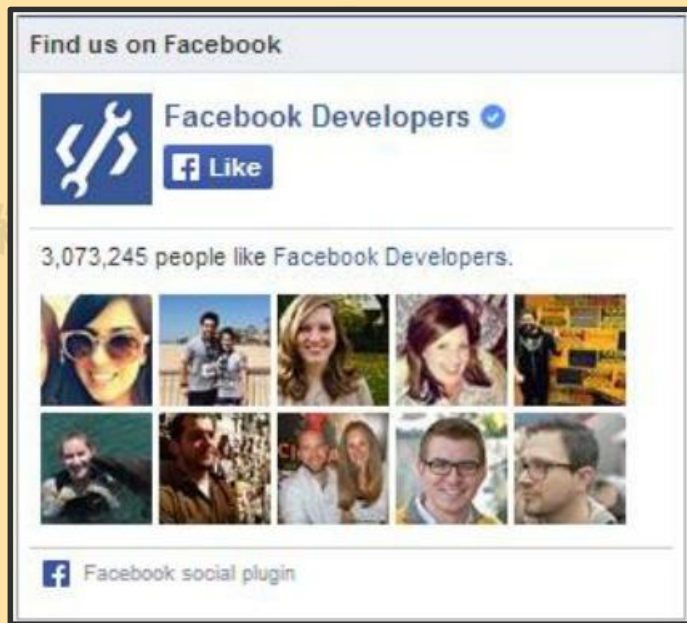 Find us on Facebook
Facebook Developers
Like
3,073,245 people like Facebook Developers.
Facebook social plugin